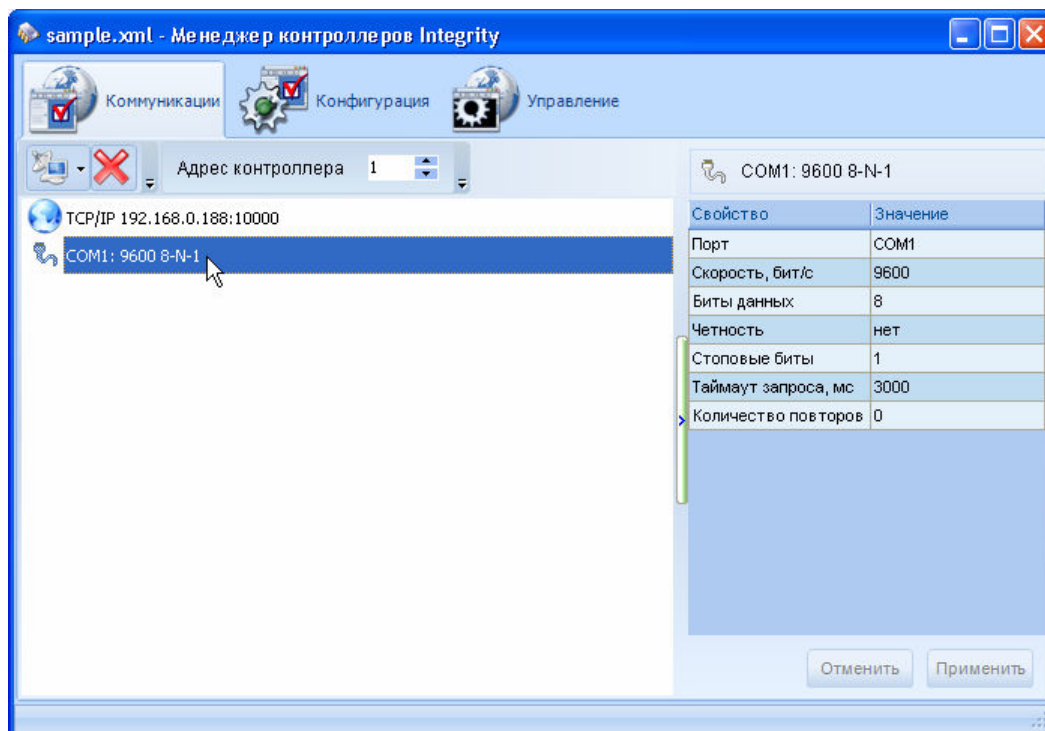 sample.xml - Менеджер контроллеров Integrity
Коммуникации Конфигурация Управление
Адрес контроллера 1
COM1: 9600 8-N-1
TCP/IP 192.168.0.188:10000
COM1: 9600 8-N-1
Свойство Значение
Порт COM1
Скорость, бит/с 9600
Биты данных 8
Четность нет
Стоповые биты 1
Таймаут запроса, мс 3000
Количество повторов 0
Отменить Применить